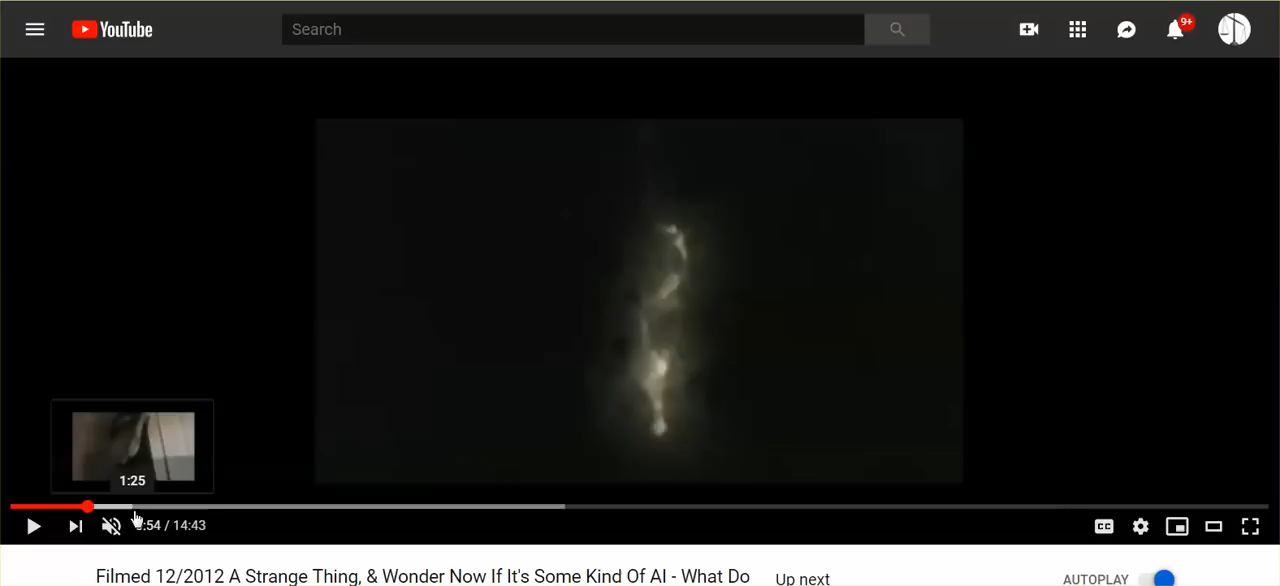 YouTube
Search
9+
1:25
:54 / 14:43
CC
Filmed 12/2012 A Strange Thing, & Wonder Now If It's Some Kind Of AI - What Do
Up next
AUTOPLAY